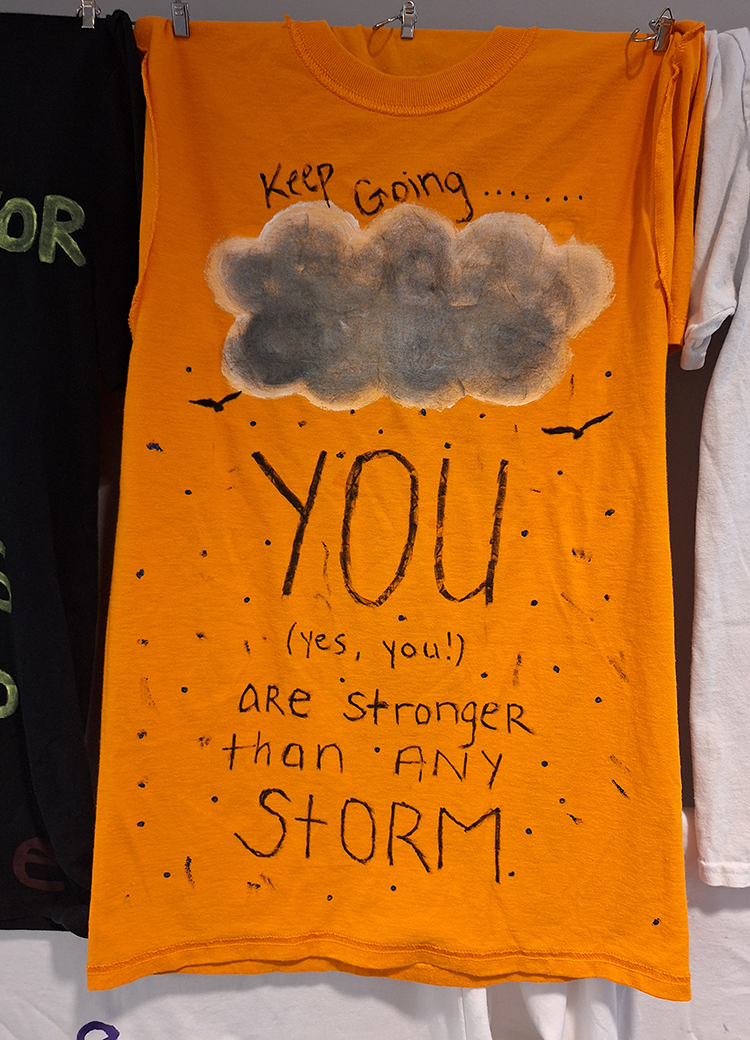 Keep Going........
YOU
(yes, you!)
aRe strongeR
than ANY
StORM.